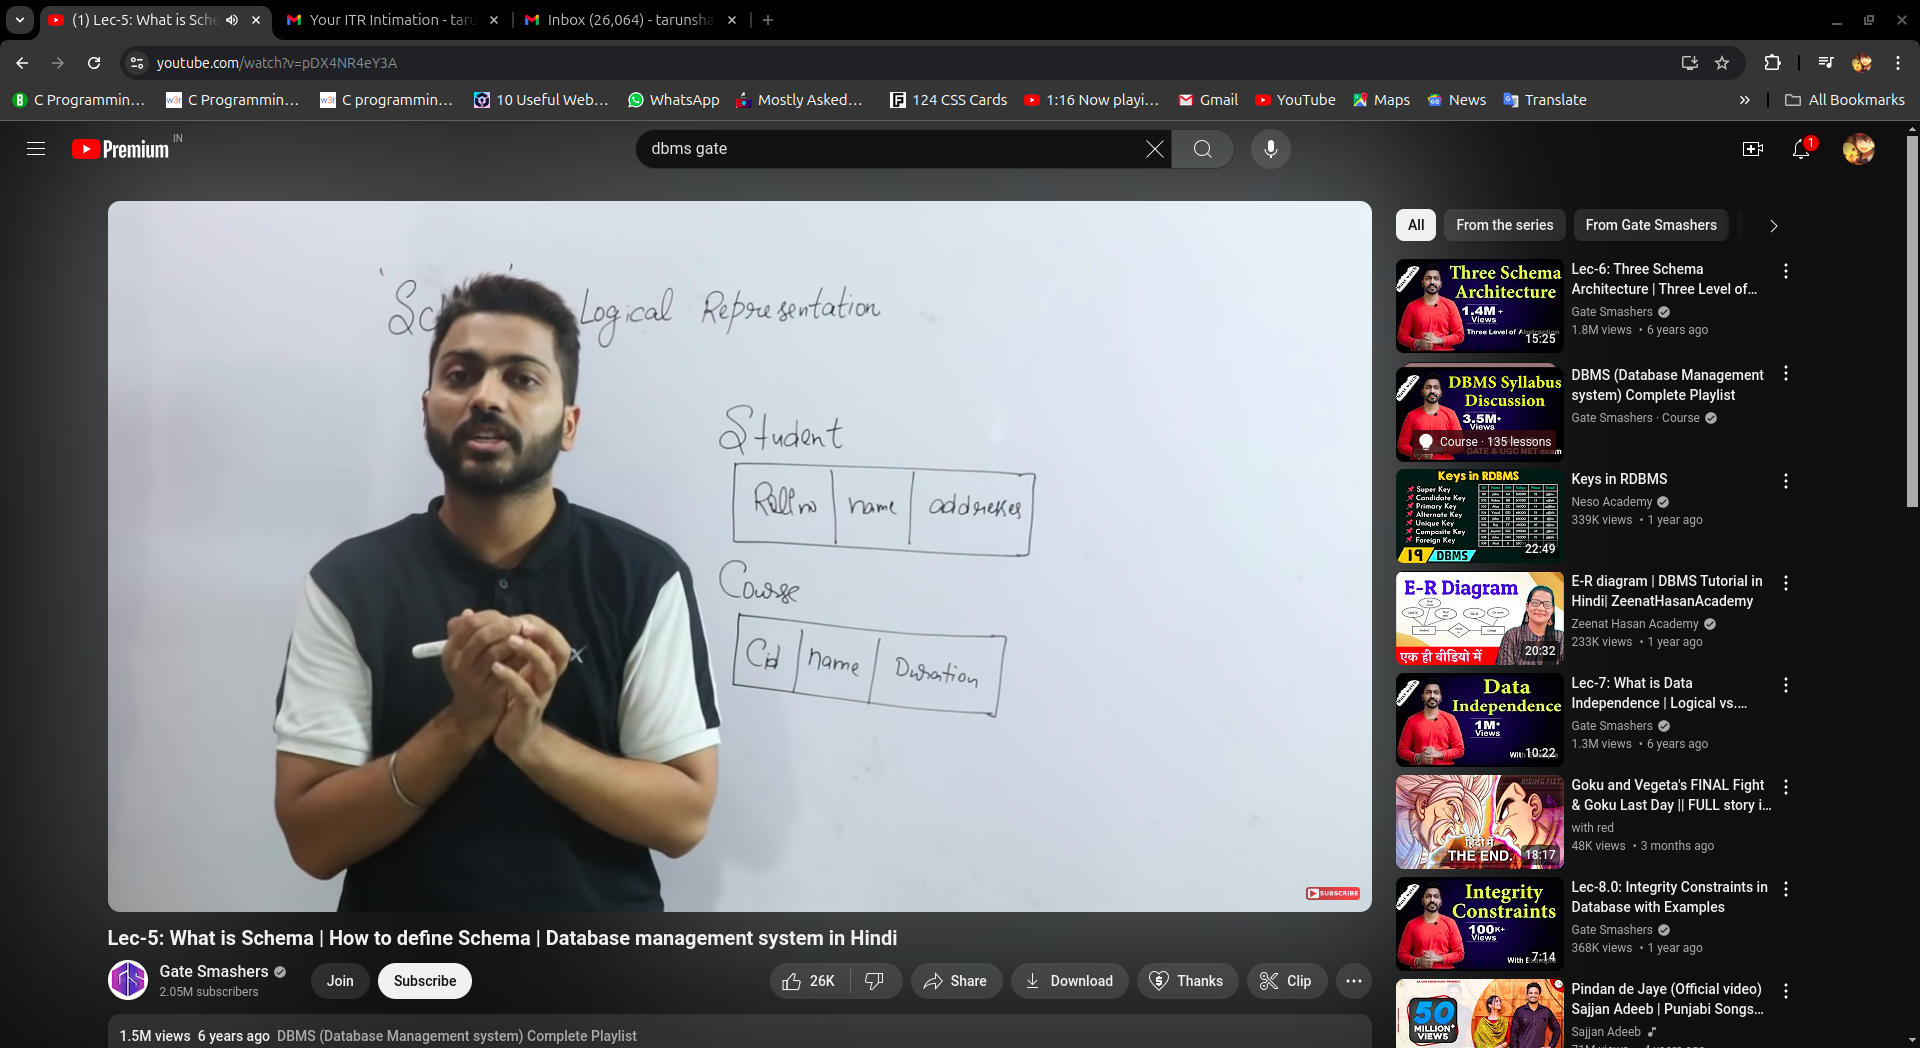 (1) Lec-5: What is Sche
Your ITR Intimation - taru
Inbox (26,064) - tarunsha
youtube.com/watch?v=pDX4NR4eY3A
C Programmin...
C Programmin...
C programmin...
10 Useful Web...
WhatsApp
Mostly Asked...
124 CSS Cards
1:16 Now playi...
Gmail
YouTube
Maps
News
Translate
All Bookmarks
Premium IN
dbms gate
1
Logical Representation
Student
Rollno name addresses
Course
Cid name Duration
SUBSCRIBE
Lec-5: What is Schema | How to define Schema | Database management system in Hindi
Gate Smashers
2.05M subscribers
Join
Subscribe
26K
Share
Download
Thanks
Clip
1.5M views 6 years ago DBMS (Database Management system) Complete Playlist
All
From the series
From Gate Smashers
Three Schema
Architecture
1.4M+
Views
Three Level of Abstraction
15:25
Lec-6: Three Schema
Architecture | Three Level of...
Gate Smashers
1.8M views • 6 years ago
DBMS Syllabus
Discussion
3.5M+
Views
Course · 135 lessons
GATE & UGC NET exam
DBMS (Database Management
system) Complete Playlist
Gate Smashers · Course
Keys in RDBMS
Super Key
Candidate Key
Primary Key
Alternate Key
Unique Key
Composite Key
Foreign Key
19 DBMS
22:49
Keys in RDBMS
Neso Academy
339K views • 1 year ago
E-R Diagram
एक ही वीडियो में
20:32
E-R diagram | DBMS Tutorial in
Hindi| ZeenatHasanAcademy
Zeenat Hasan Academy
233K views • 1 year ago
Data
Independence
1M+
Views
10:22
Lec-7: What is Data
Independence | Logical vs....
Gate Smashers
1.3M views • 6 years ago
RISING FIST
हिंदी में
THE END.
18:17
Goku and Vegeta's FINAL Fight
& Goku Last Day || FULL story i...
with red
48K views • 3 months ago
Integrity
Constraints
100K+
Views
7:14
Lec-8.0: Integrity Constraints in
Database with Examples
Gate Smashers
368K views • 1 year ago
50
MILLION+
VIEWS
Pindan de Jaye (Official video)
Sajjan Adeeb | Punjabi Songs...
Sajjan Adeeb